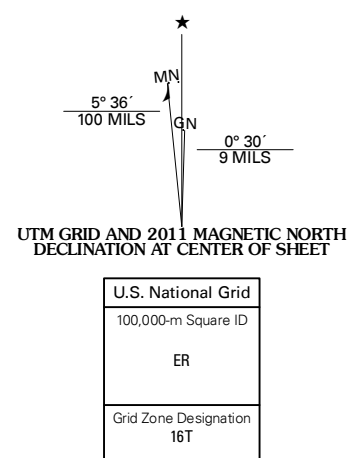 ★
MN
5° 36´
100 MILS
GN
0° 30´
9 MILS
UTM GRID AND 2011 MAGNETIC NORTH
DECLINATION AT CENTER OF SHEET
U.S. National Grid
100,000-m Square ID
ER
Grid Zone Designation
16T